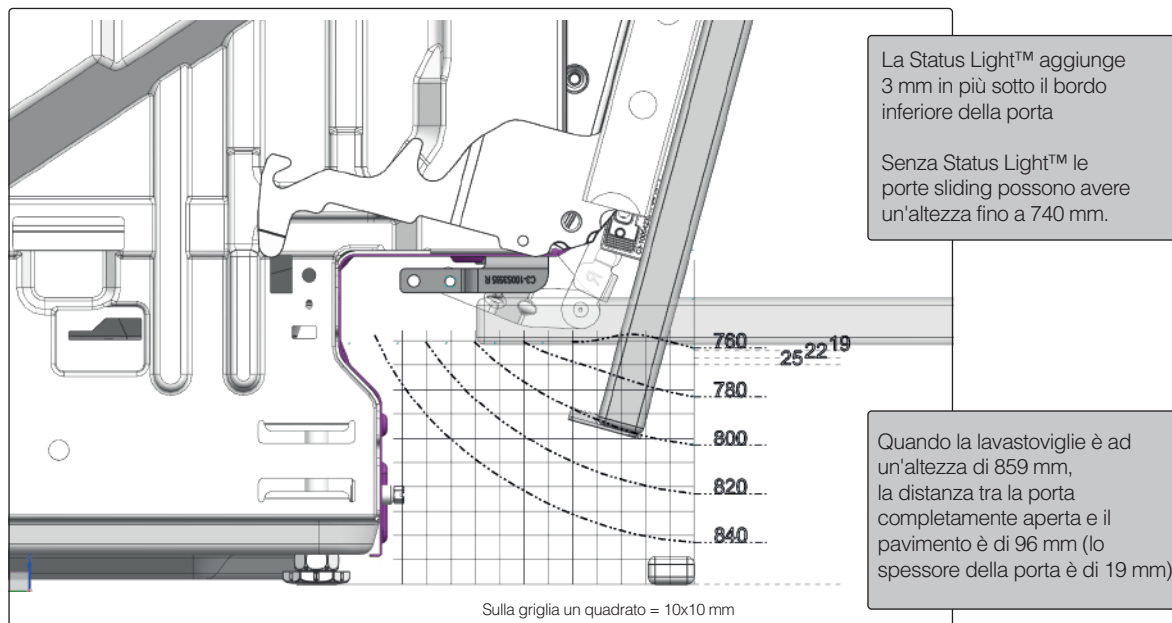 La Status Light™ aggiunge
3 mm in più sotto il bordo
inferiore della porta
Senza Status Light™ le
porte sliding possono avere
un'altezza fino a 740 mm.
C3-10053565 R
R
760
25 22 19
780
800
820
840
Quando la lavastoviglie è ad
un'altezza di 859 mm,
la distanza tra la porta
completamente aperta e il
pavimento è di 96 mm (lo
spessore della porta è di 19 mm)
Sulla griglia un quadrato = 10x10 mm